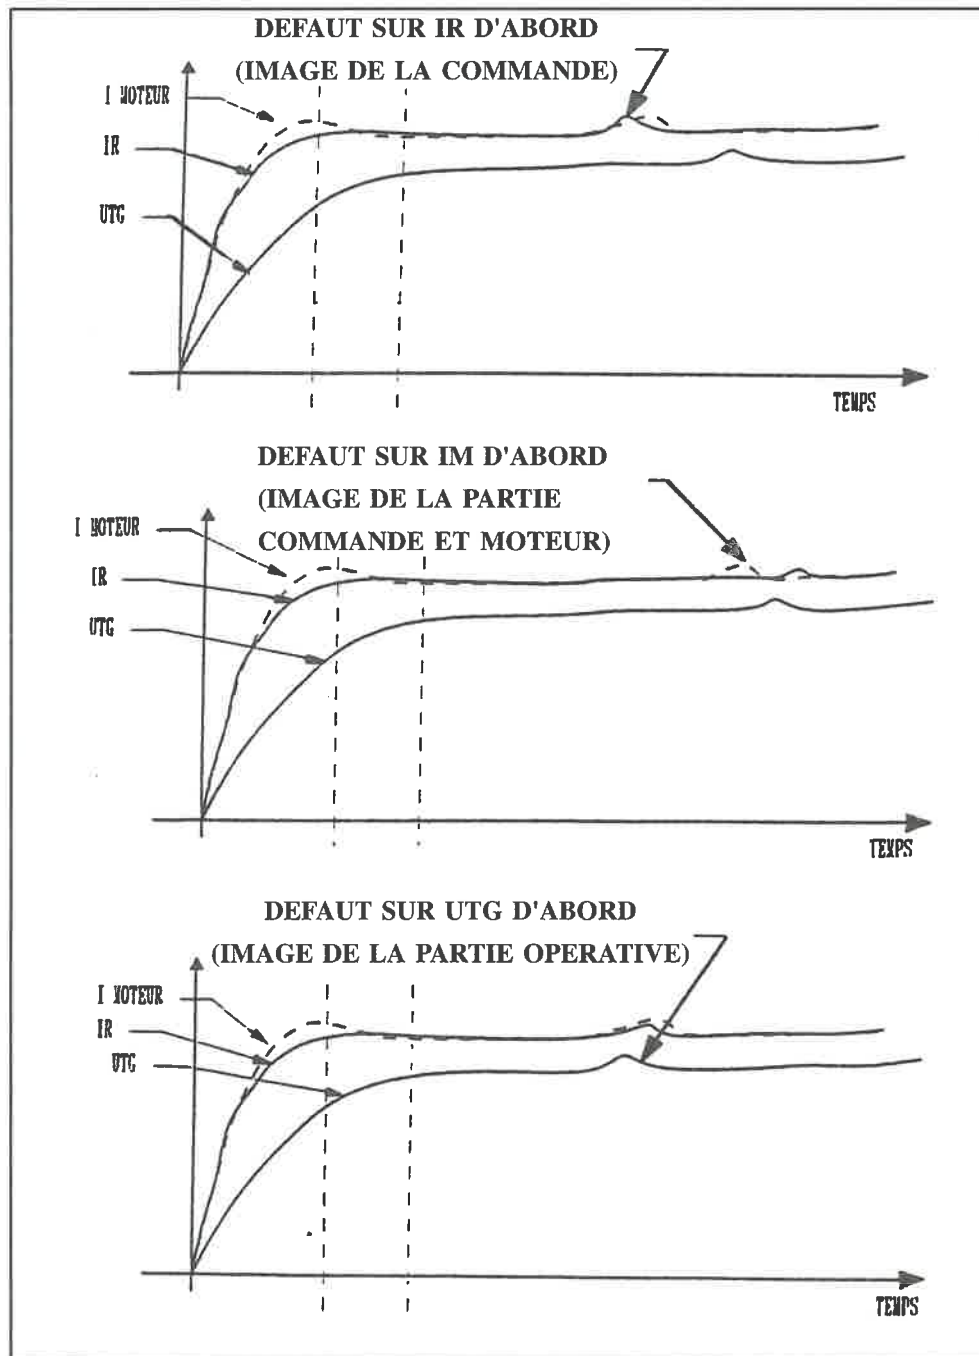 DEFAUT SUR IR D'ABORD
(IMAGE DE LA COMMANDE)
I MOTEUR
IR
UTG
TEMPS
DEFAUT SUR IM D'ABORD
(IMAGE DE LA PARTIE
COMMANDE ET MOTEUR)
I MOTEUR
IR
UTG
TEMPS
DEFAUT SUR UTG D'ABORD
(IMAGE DE LA PARTIE OPERATIVE)
I MOTEUR
IR
UTG
TEMPS